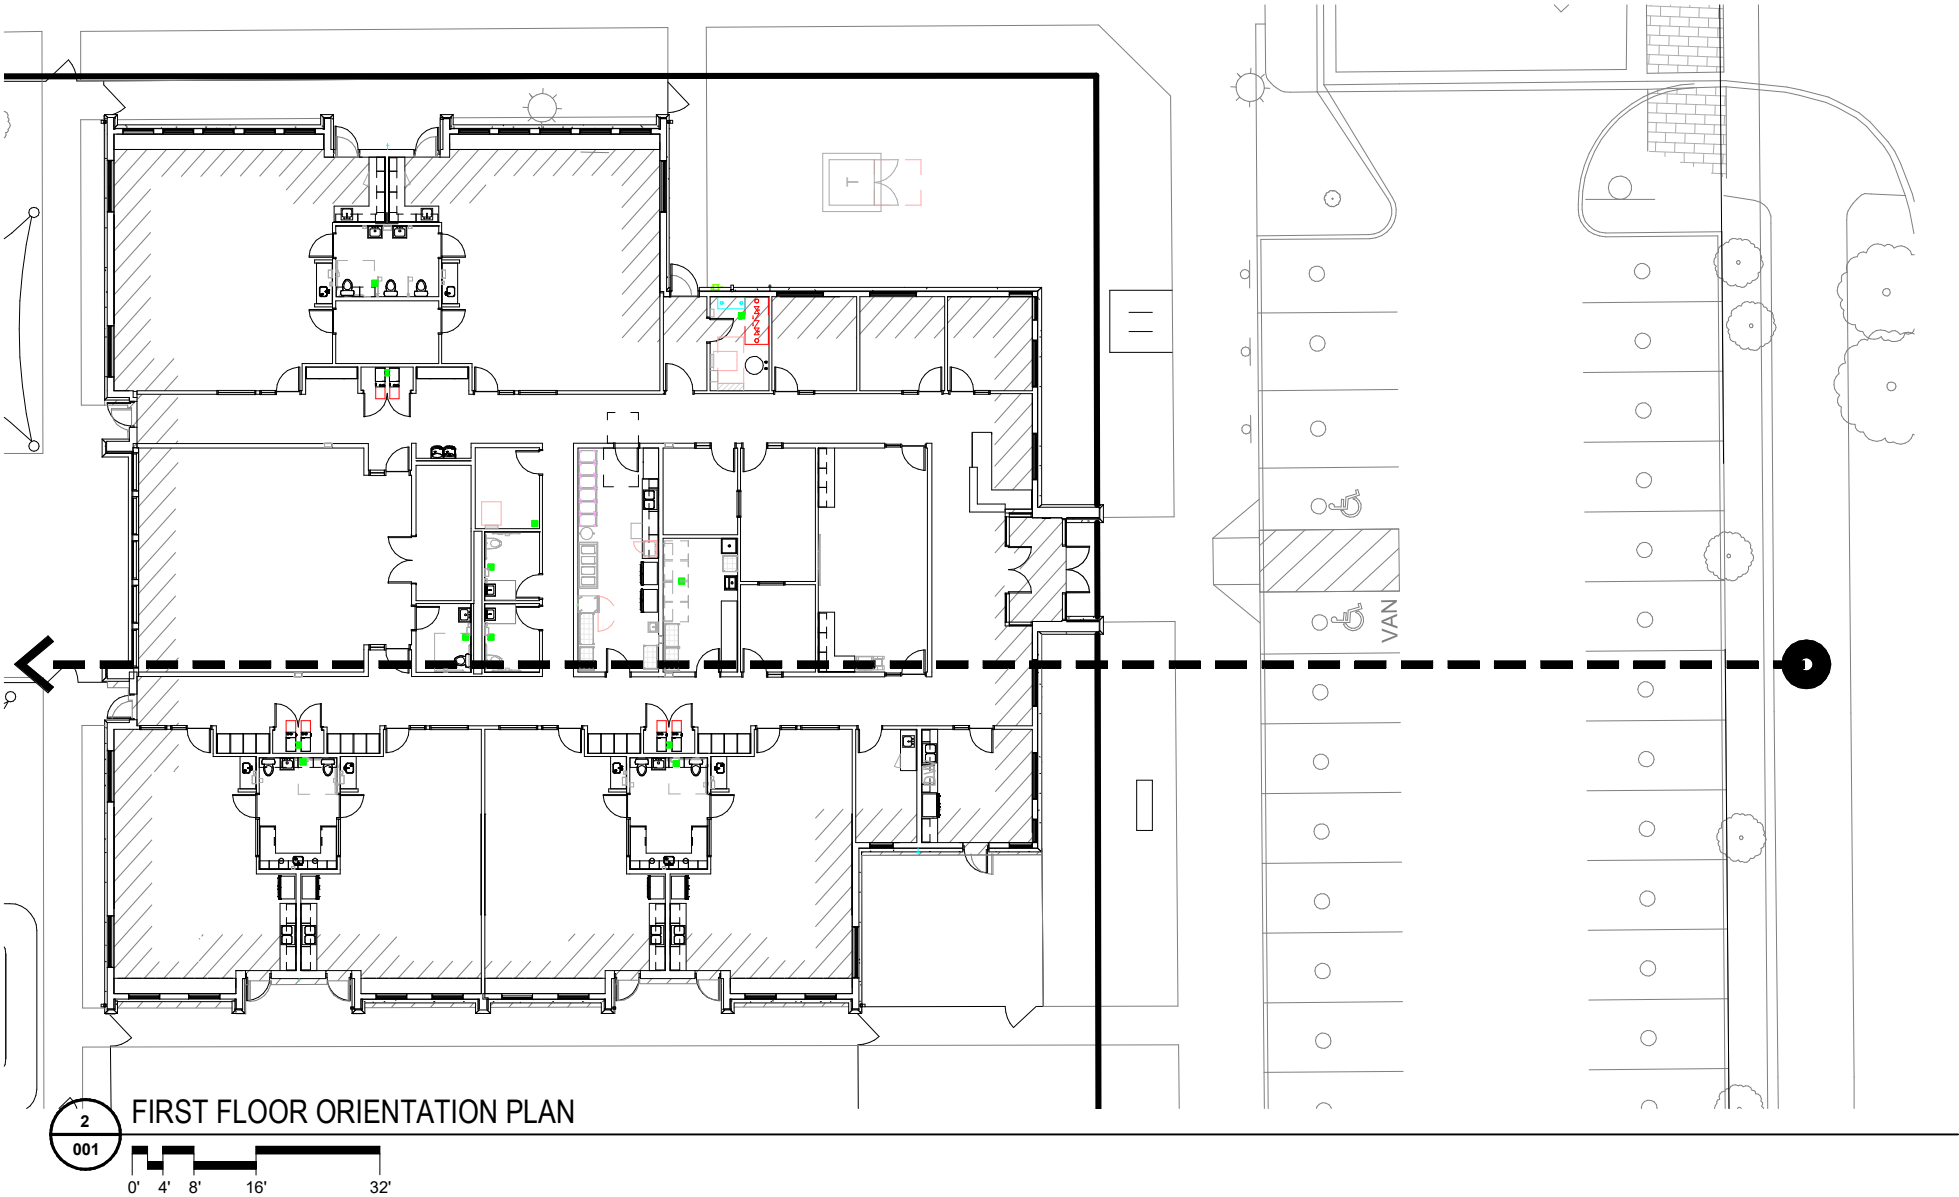 T
VAN
2
FIRST FLOOR ORIENTATION PLAN
001
0' 4' 8' 16' 32'